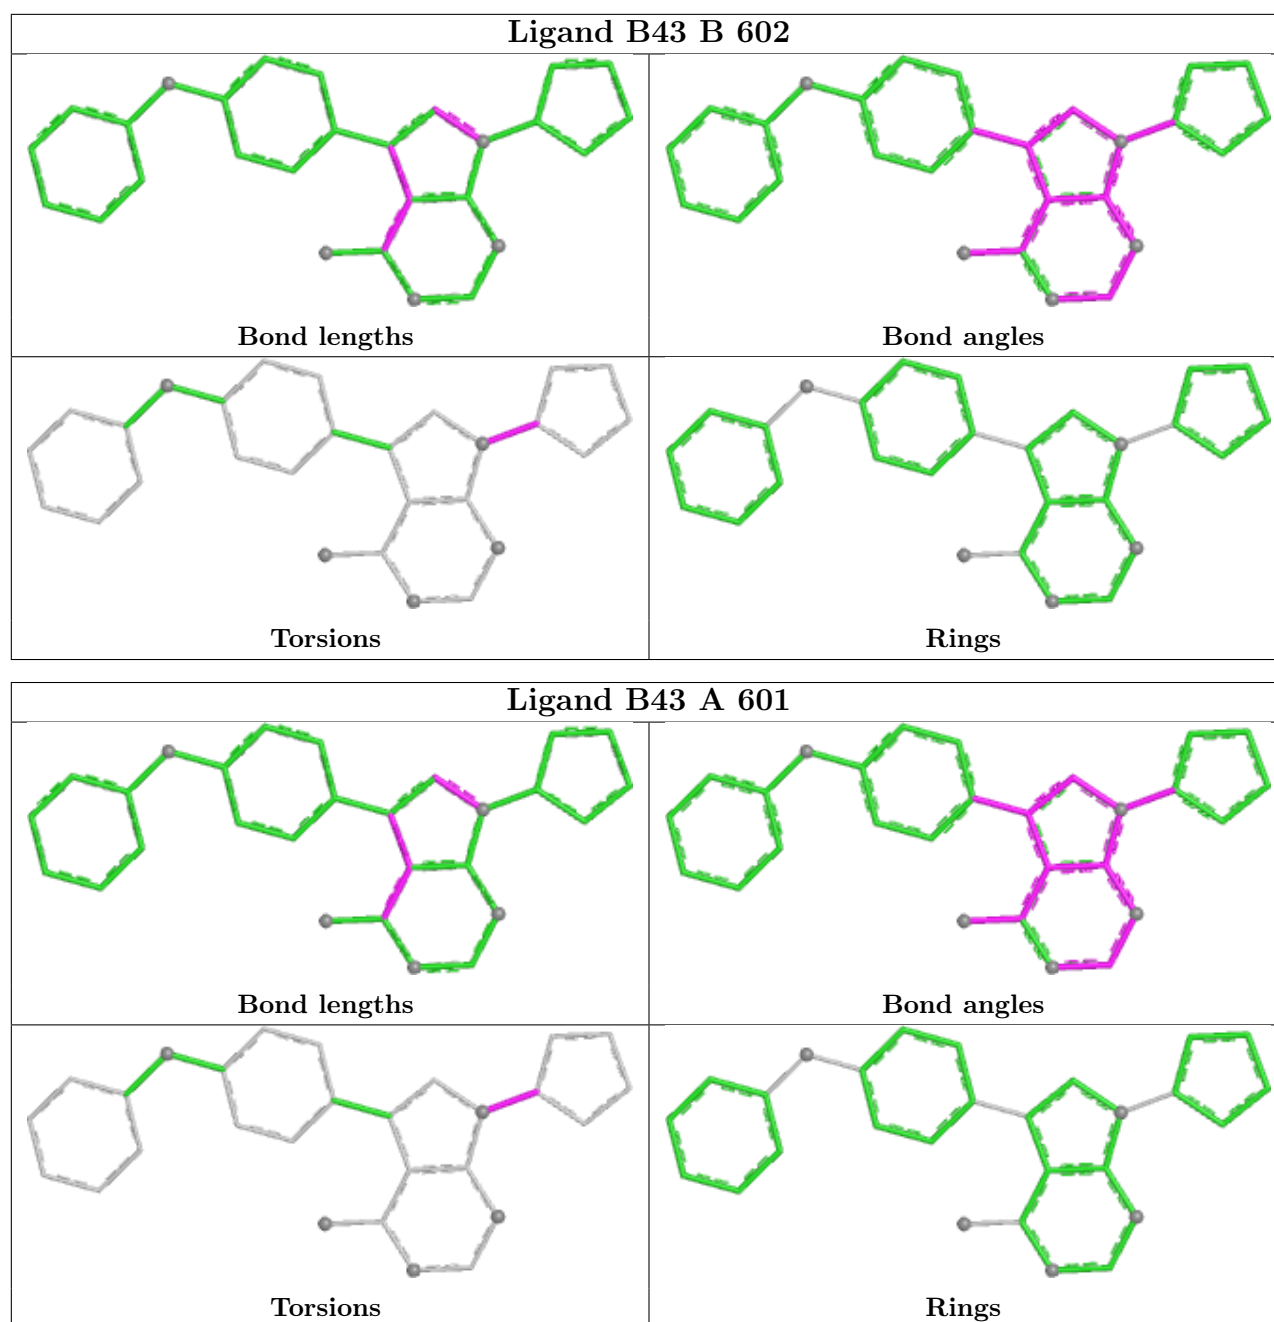 Ligand B43 B 602
Bond lengths
Bond angles
Torsions
Rings
Ligand B43 A 601
Bond lengths
Bond angles
Torsions
Rings